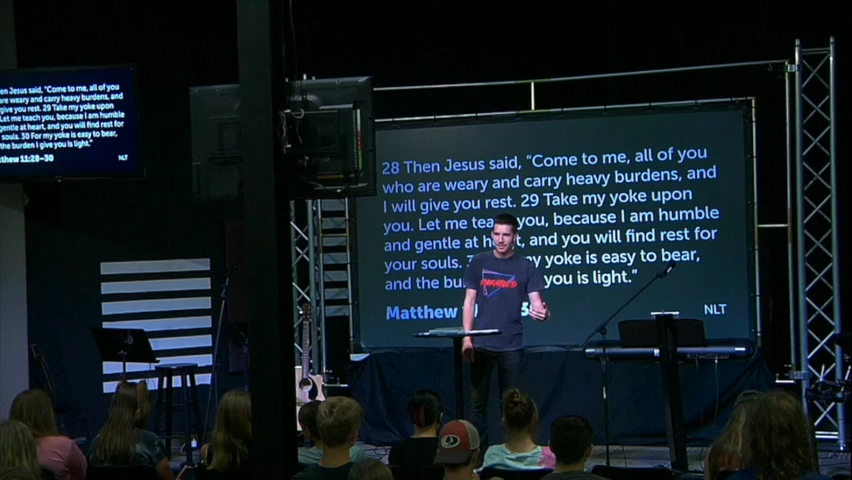 Then Jesus said, "Come to me, all of you
are weary and carry heavy burdens, and
give you rest. 29 Take my yoke upon
Let me teach you, because I am humble
gentle at heart, and you will find rest for
souls. 30 For my yoke is easy to bear,
the burden I give you is light."
Matthew 11:28-30
NLT
28 Then Jesus said, "Come to me, all of you
who are weary and carry heavy burdens, and
I will give you rest. 29 Take my yoke upon
you. Let me teach you, because I am humble
and gentle at heart, and you will find rest for
your souls. my yoke is easy to bear,
and the you is light."
Matthew
NLT